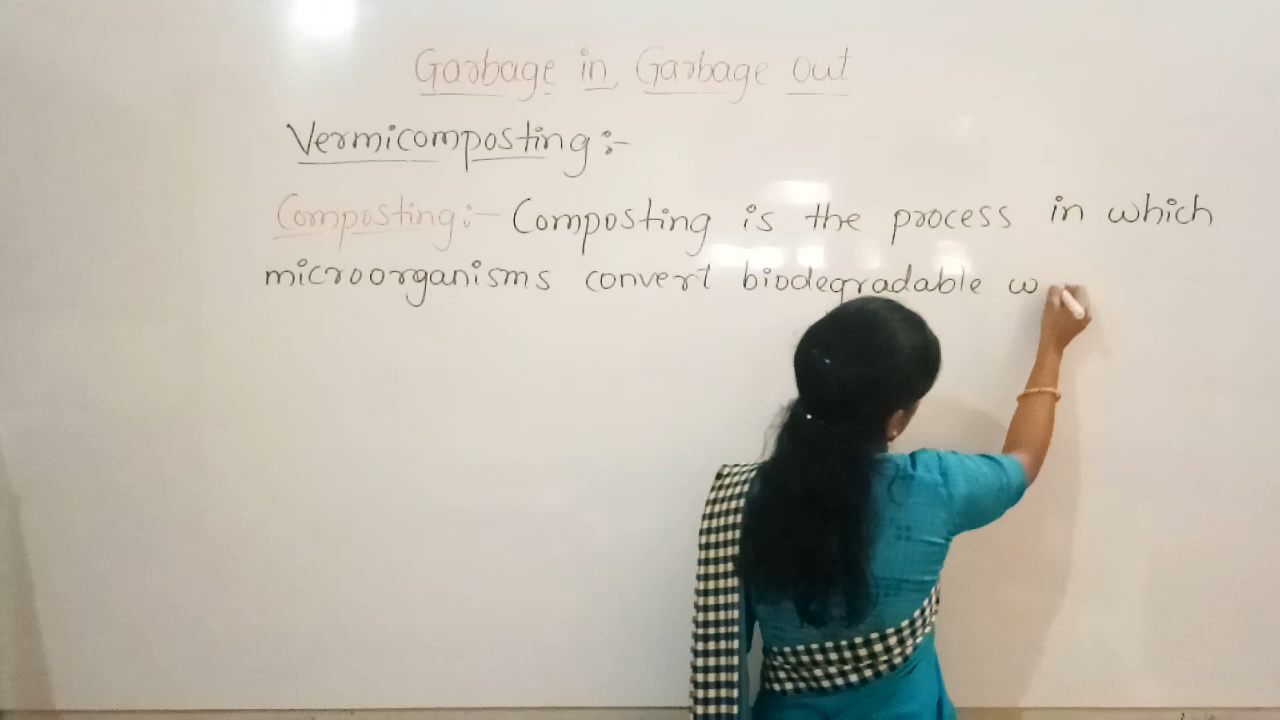 Garbage in, Garbage out
Vermicomposting:-
Composting:- Composting is the process in which
microorganisms convert biodegradable w